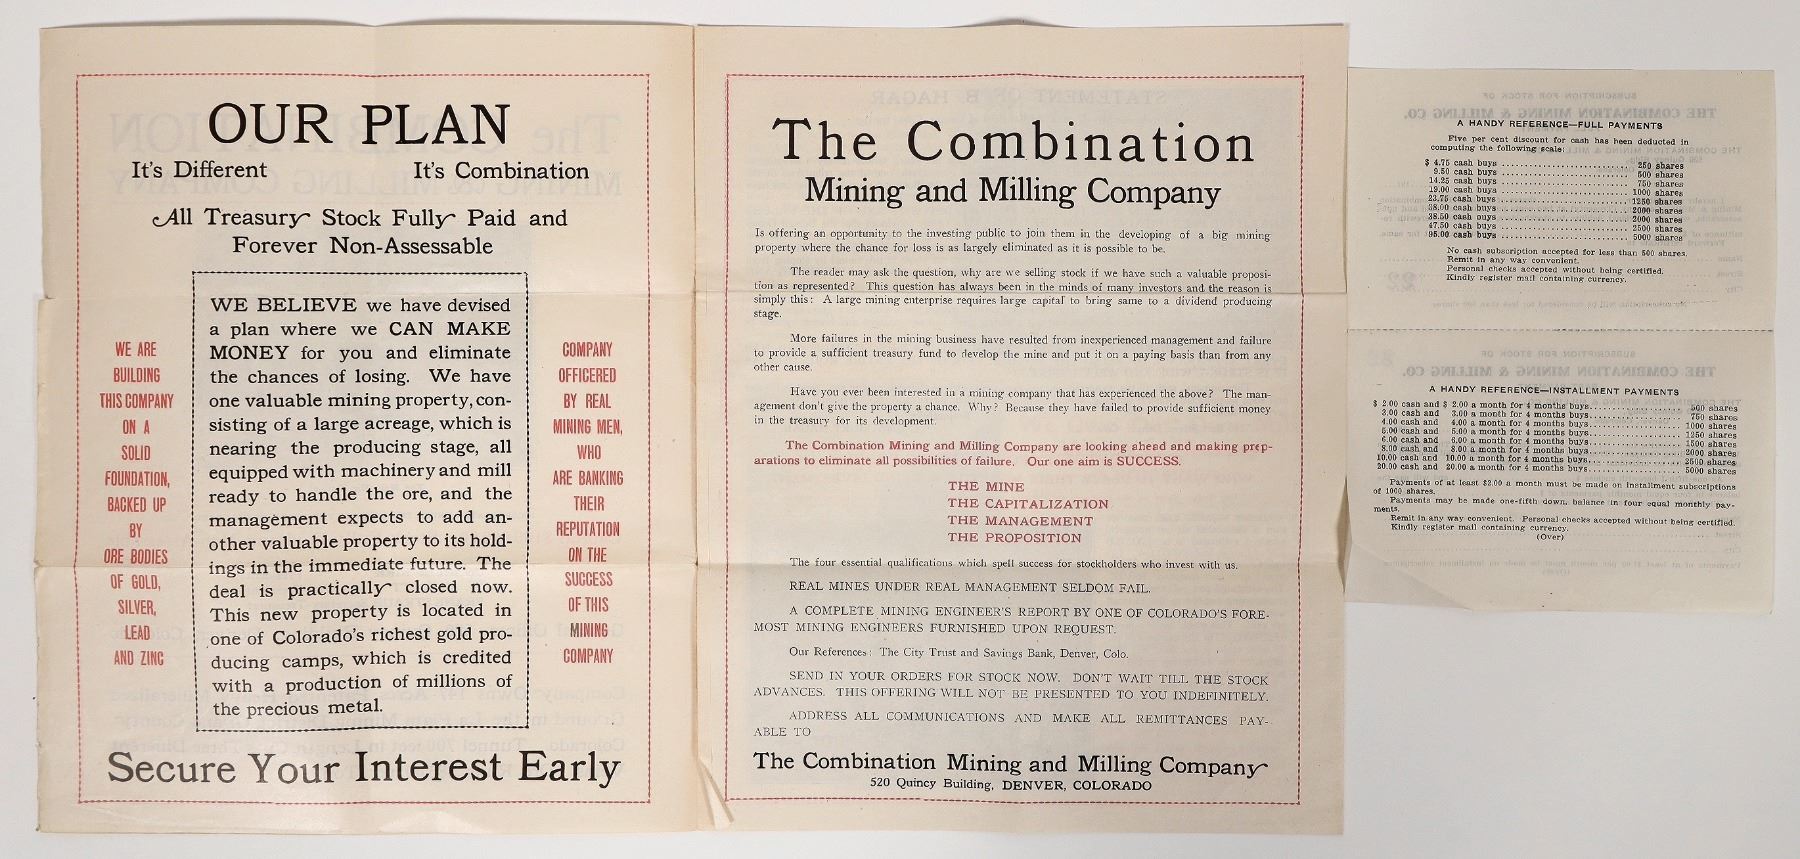 OUR PLAN
It's Different It's Combination
All Treasury Stock Fully Paid and
Forever Non-Assessable
WE ARE
BUILDING
THIS COMPANY
ON A
SOLID
FOUNDATION,
BACKED UP
BY
ORE BODIES
OF GOLD,
SILVER,
LEAD
AND ZINC
WE BELIEVE we have devised
a plan where we CAN MAKE
MONEY for you and eliminate
the chances of losing. We have
one valuable mining property, con-
sisting of a large acreage, which is
nearing the producing stage, all
equipped with machinery and mill
ready to handle the ore, and the
management expects to add an-
other valuable property to its hold-
ings in the immediate future. The
deal is practically closed now.
This new property is located in
one of Colorado's richest gold pro-
ducing camps, which is credited
with a production of millions of
the precious metal.
COMPANY
OFFICERED
BY REAL
MINING MEN,
WHO
ARE BANKING
THEIR
REPUTATION
ON THE
SUCCESS
OF THIS
MINING
COMPANY
Secure Your Interest Early
The Combination
Mining and Milling Company
Is offering an opportunity to the investing public to join them in the developing of a big mining
property where the chance for loss is as largely eliminated as it is possible to be.
The reader may ask the question, why are we selling stock if we have such a valuable proposi-
tion as represented? This question has always been in the minds of many investors and the reason is
simply this: A large mining enterprise requires large capital to bring same to a dividend producing
stage.
More failures in the mining business have resulted from inexperienced management and failure
to provide a sufficient treasury fund to develop the mine and put it on a paying basis than from any
other cause.
Have you ever been interested in a mining company that has experienced the above? The man-
agement don't give the property a chance. Why? Because they have failed to provide sufficient money
in the treasury for its development.
The Combination Mining and Milling Company are looking ahead and making prep-
arations to eliminate all possibilities of failure. Our one aim is SUCCESS.
THE MINE
THE CAPITALIZATION
THE MANAGEMENT
THE PROPOSITION
The four essential qualifications which spell success for stockholders who invest with us.
REAL MINES UNDER REAL MANAGEMENT SELDOM FAIL.
A COMPLETE MINING ENGINEER'S REPORT BY ONE OF COLORADO'S FORE-
MOST MINING ENGINEERS FURNISHED UPON REQUEST.
Our References: The City Trust and Savings Bank, Denver, Colo.
SEND IN YOUR ORDERS FOR STOCK NOW. DON'T WAIT TILL THE STOCK
ADVANCES. THIS OFFERING WILL NOT BE PRESENTED TO YOU INDEFINITELY.
ADDRESS ALL COMMUNICATIONS AND MAKE ALL REMITTANCES PAY-
ABLE TO
The Combination Mining and Milling Company
520 Quincy Building, DENVER, COLORADO
A HANDY REFERENCE—FULL PAYMENTS
Five per cent discount for cash has been deducted in
computing the following scale:
$ 4.75 cash buys 250 shares
9.50 cash buys 500 shares
14.25 cash buys 750 shares
19.00 cash buys 1000 shares
23.75 cash buys 1250 shares
38.00 cash buys 2000 shares
38.50 cash buys 2000 shares
47.50 cash buys 2500 shares
95.00 cash buys 5000 shares
No cash subscription accepted for less than 500 shares.
Remit in any way convenient.
Personal checks accepted without being certified.
Kindly register mail containing currency.
A HANDY REFERENCE—INSTALLMENT PAYMENTS
$ 2.00 cash and $ 2.00 a month for 4 months buys 500 shares
3.00 cash and 3.00 a month for 4 months buys 750 shares
4.00 cash and 4.00 a month for 4 months buys 1000 shares
5.00 cash and 5.00 a month for 4 months buys 1250 shares
6.00 cash and 6.00 a month for 4 months buys 1500 shares
8.00 cash and 8.00 a month for 4 months buys 2000 shares
10.00 cash and 10.00 a month for 4 months buys 2500 shares
20.00 cash and 20.00 a month for 4 months buys 5000 shares
Payments of at least $2.00 a month must be made on installment subscriptions
of 1000 shares.
Payments may be made one-fifth down, balance in four equal monthly pay-
ments.
Remit in any way convenient. Personal checks accepted without being certified.
Kindly register mail containing currency.
(Over)